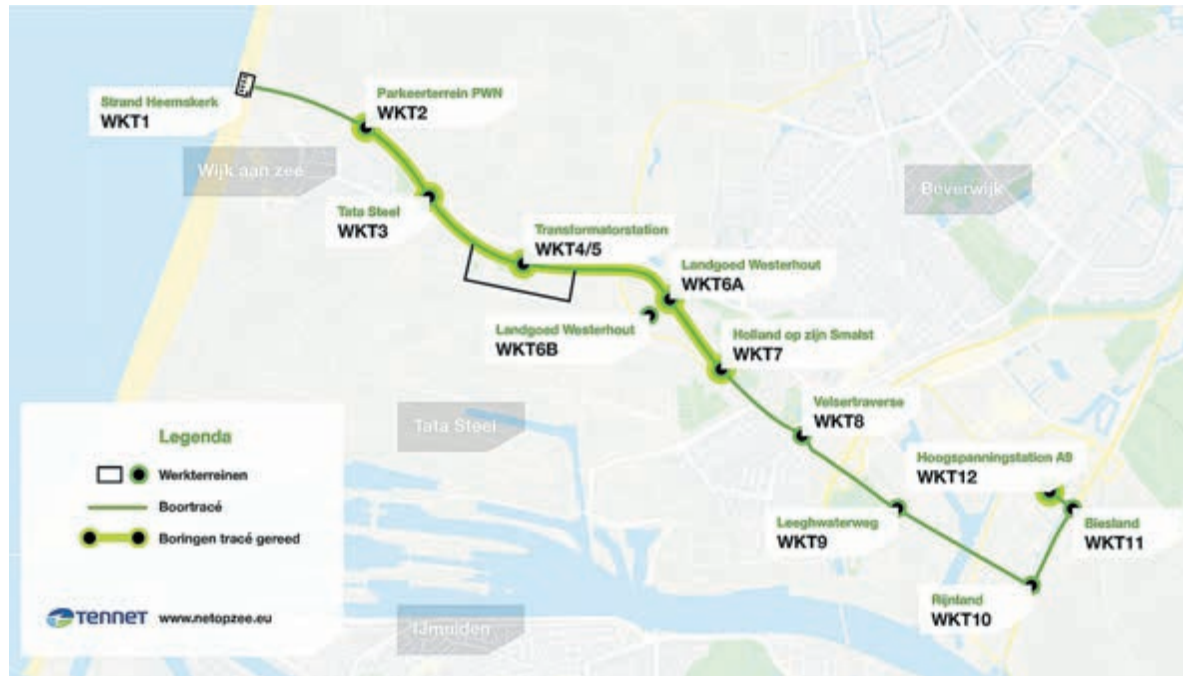 Strand Heemskerk
WKT1
Parkeerterrein PWN
WKT2
Wijk aan zee
Beverwijk
Tata Steel
WKT3
Transformatorstation
WKT4/5
Landgoed Westerhout
WKT6A
Landgoed Westerhout
WKT6B
Holland op zijn Smalst
WKT7
Velsertraverse
WKT8
Tata Steel
Hoogspanningstation A9
WKT12
Leeghwaterweg
WKT9
Biesland
WKT11
Rijnland
WKT10
IJmuiden
Legenda
Werkterreinen
Boortracé
Boringen tracé gereed
TENNET www.netopzee.eu